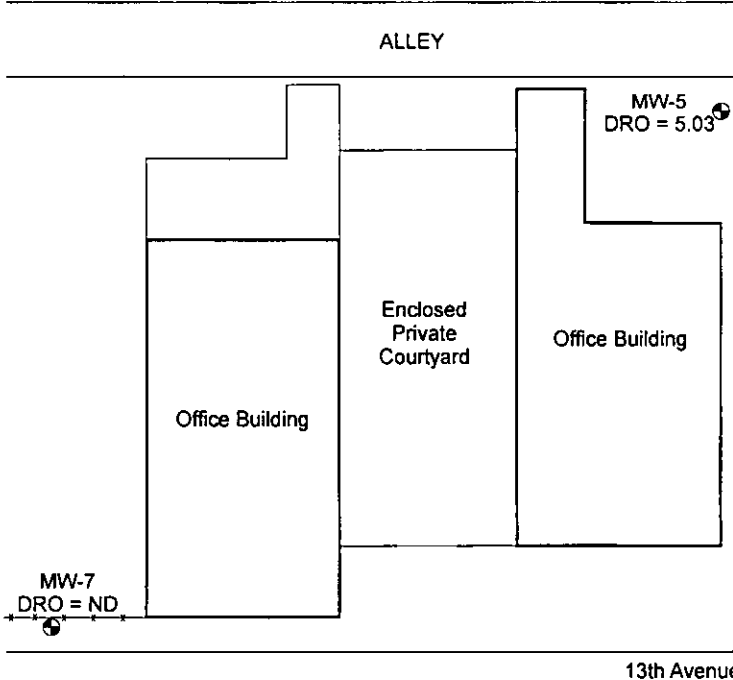 ALLEY
MW-5
DRO = 5.03
Enclosed
Private
Courtyard
Office Building
Office Building
MW-7
DRO = ND
13th Avenue